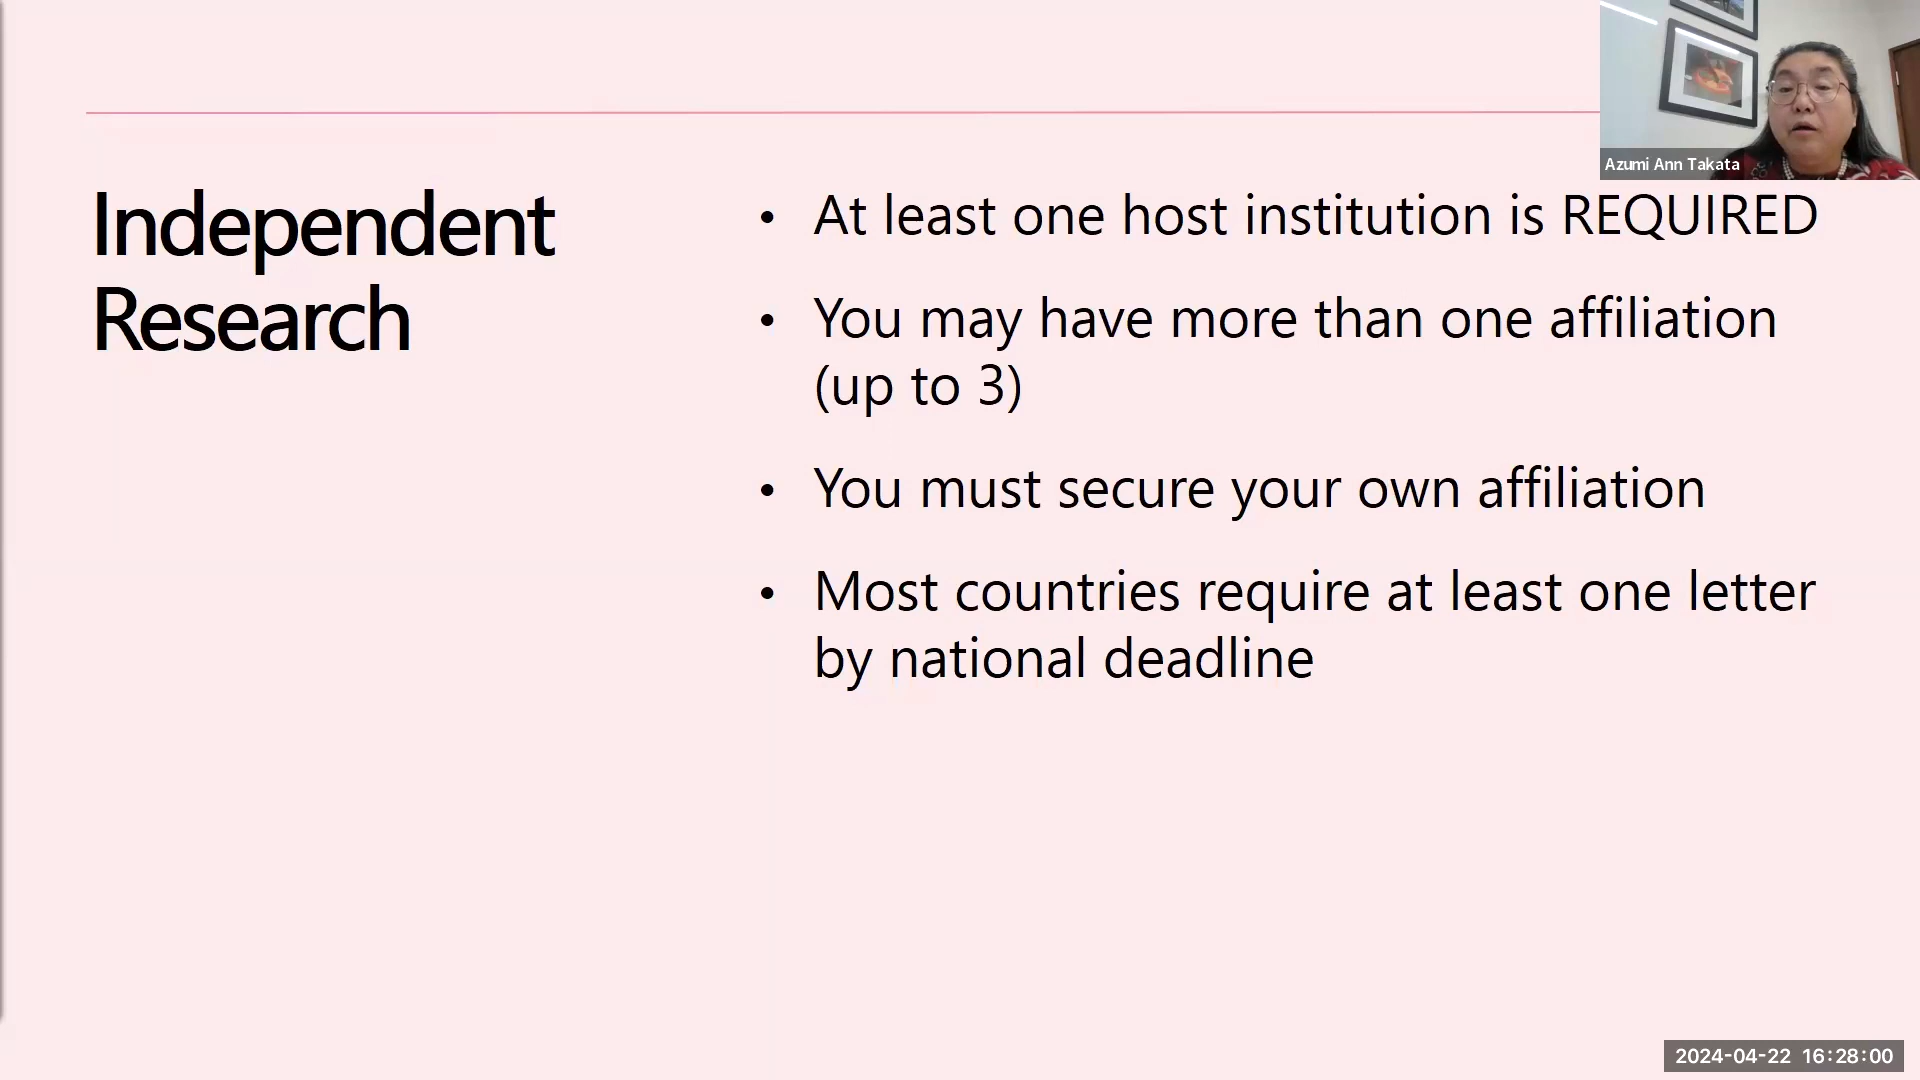 Azumi Ann Takata
Independent
Research
• At least one host institution is REQUIRED
• You may have more than one affiliation
(up to 3)
• You must secure your own affiliation
• Most countries require at least one letter
by national deadline
2024-04-22 16:28:00